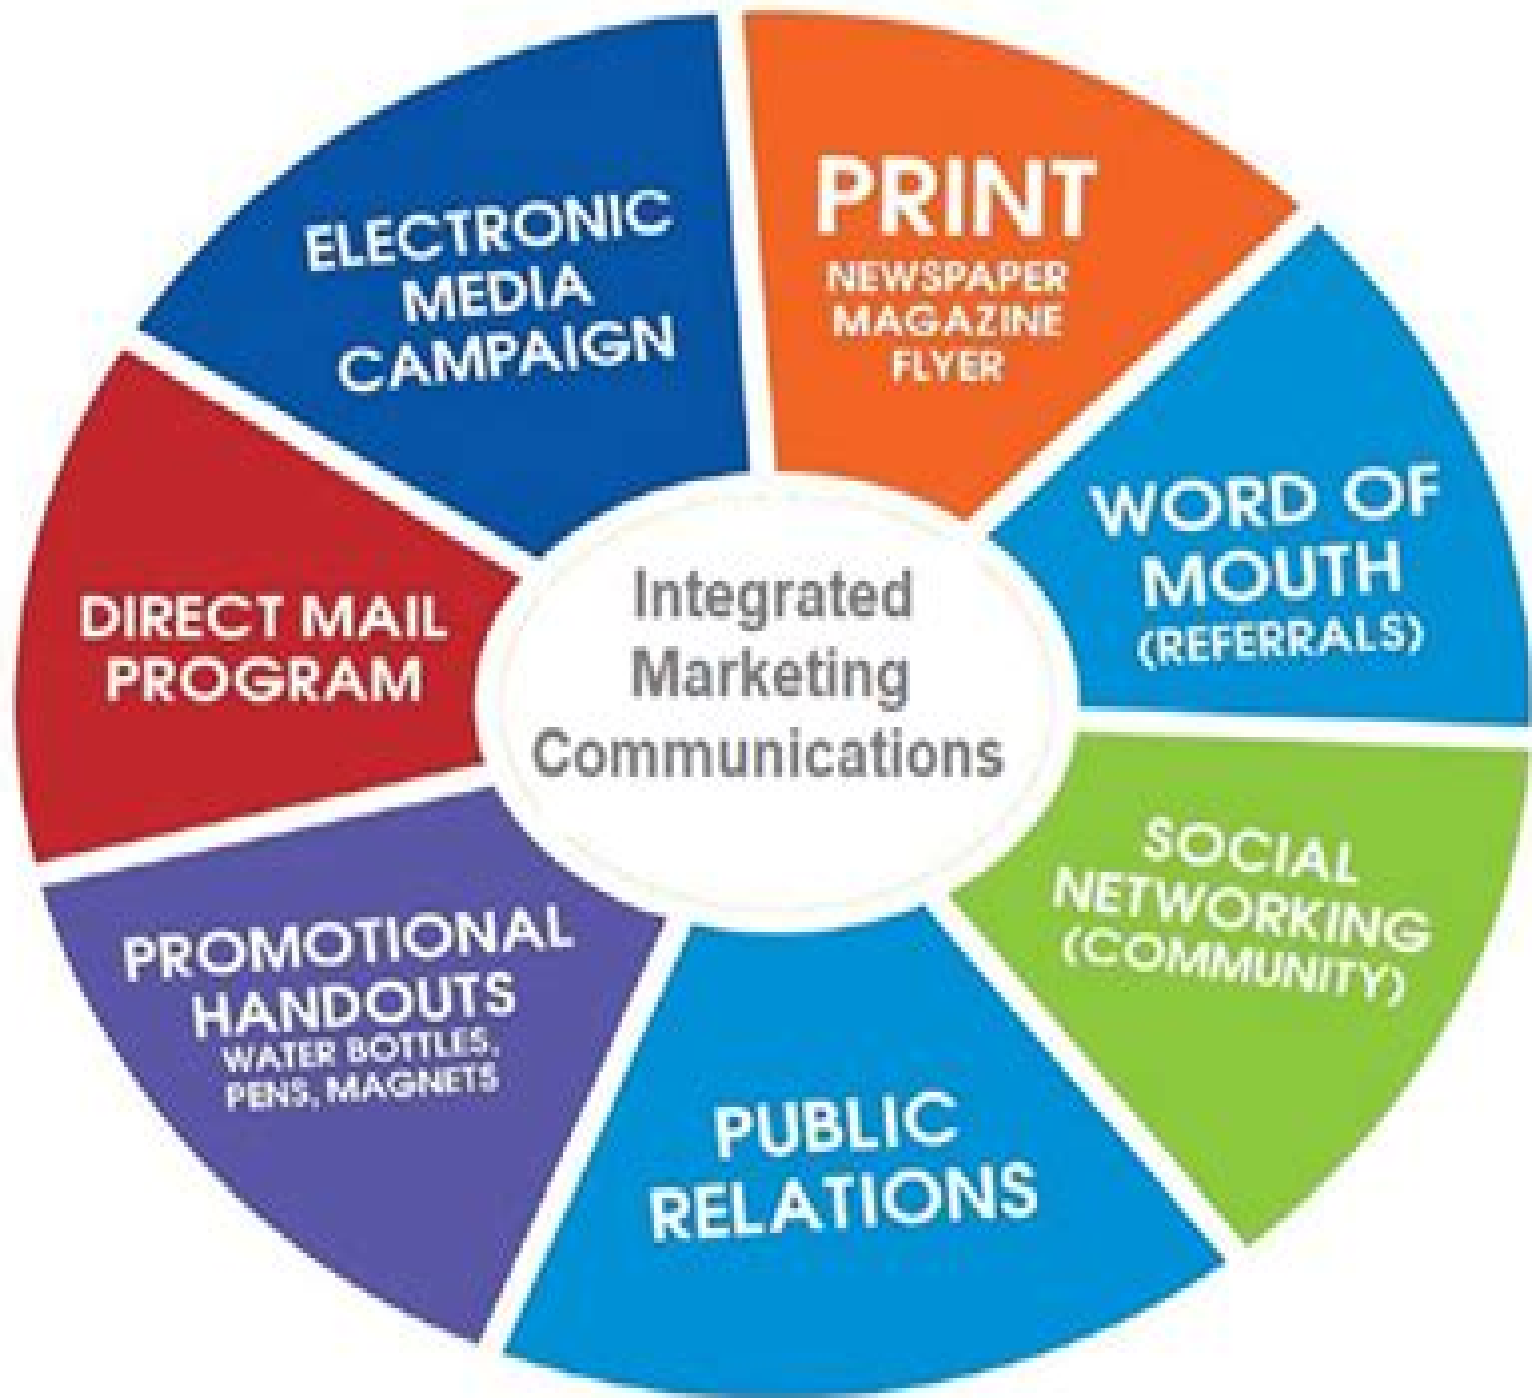 Integrated
Marketing
Communications
PRINT
NEWSPAPER
MAGAZINE
FLYER
WORD OF
MOUTH
(REFERRALS)
SOCIAL
NETWORKING
(COMMUNITY)
PUBLIC
RELATIONS
PROMOTIONAL
HANDOUTS
WATER BOTTLES,
PENS, MAGNETS
DIRECT MAIL
PROGRAM
ELECTRONIC
MEDIA
CAMPAIGN